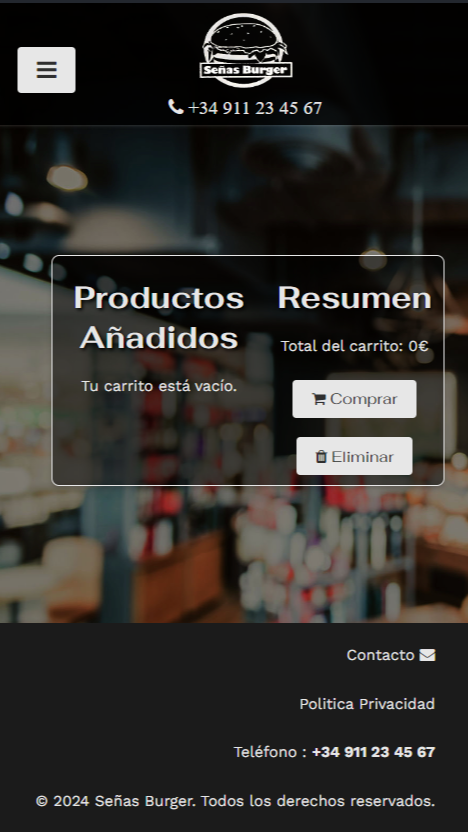 Señas Burger
+34 911 23 45 67
Productos
Añadidos
Tu carrito está vacío.
Resumen
Total del carrito: 0€
Comprar
Eliminar
Contacto
Politica Privacidad
Teléfono : +34 911 23 45 67
© 2024 Señas Burger. Todos los derechos reservados.